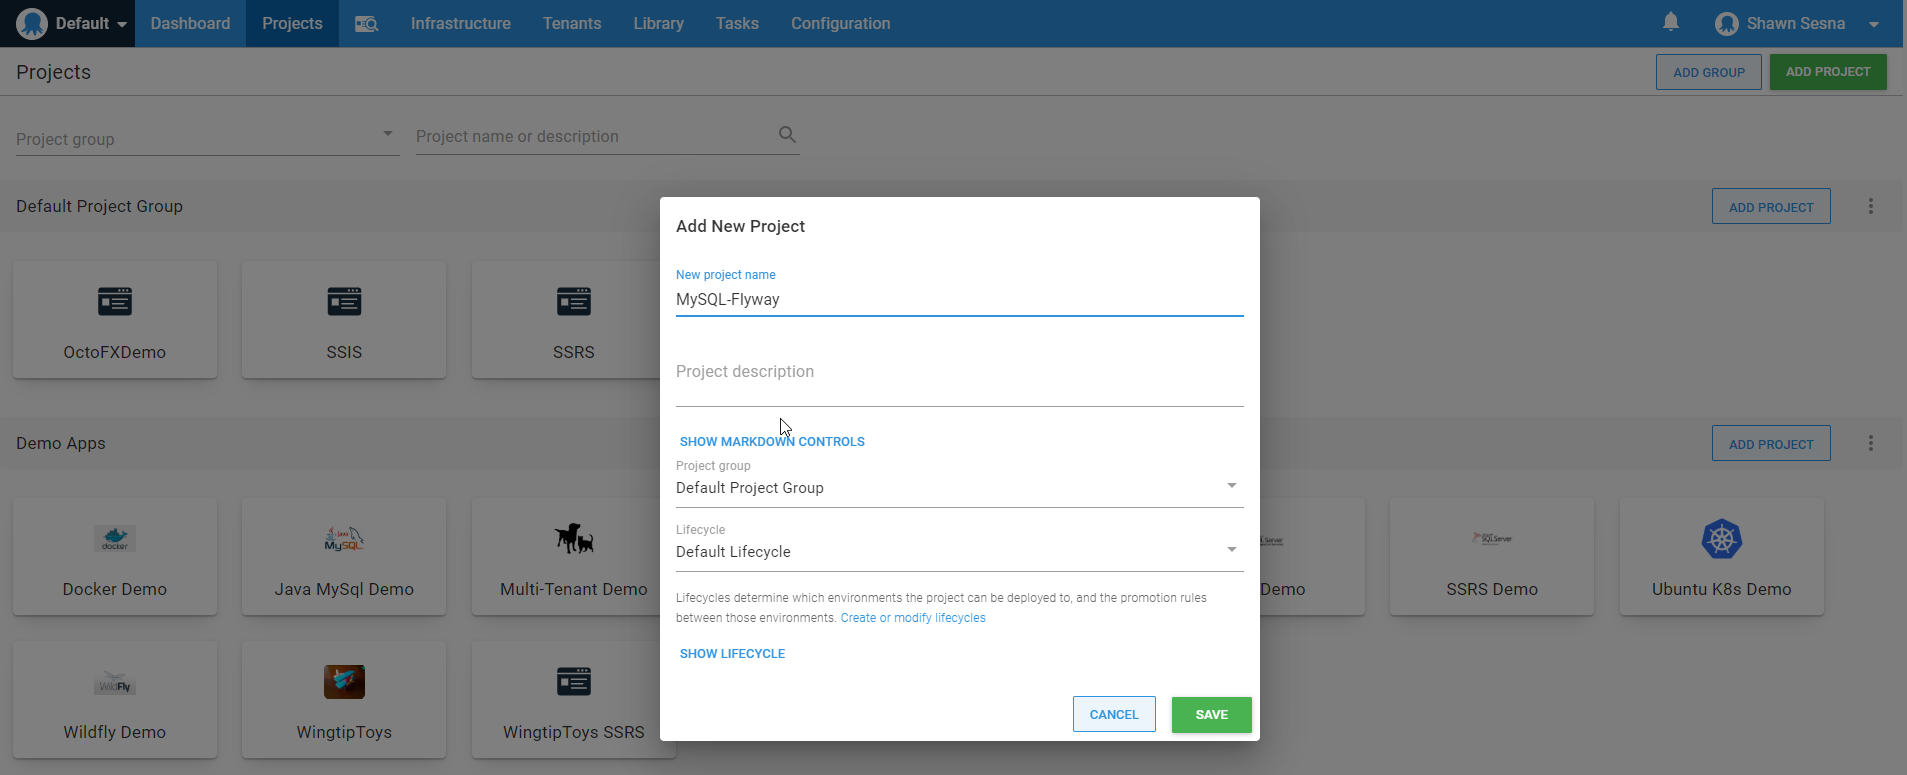 Default Dashboard Projects Infrastructure Tenants Library Tasks Configuration Shawn Sesna
Projects ADD GROUP ADD PROJECT
Project group Project name or description
Default Project Group ADD PROJECT
OctoFXDemo SSIS SSRS
Add New Project
New project name
MySQL-Flyway
Project description
SHOW MARKDOWN CONTROLS
Project group
Default Project Group
Lifecycle
Default Lifecycle
Lifecycles determine which environments the project can be deployed to, and the promotion rules
between those environments. Create or modify lifecycles
SHOW LIFECYCLE
CANCEL SAVE
Demo Apps ADD PROJECT
docker Java MySQL SQL Server
Docker Demo Java MySql Demo Multi-Tenant Demo Demo SSRS Demo Ubuntu K8s Demo
WildFly
Wildfly Demo WingtipToys WingtipToys SSRS